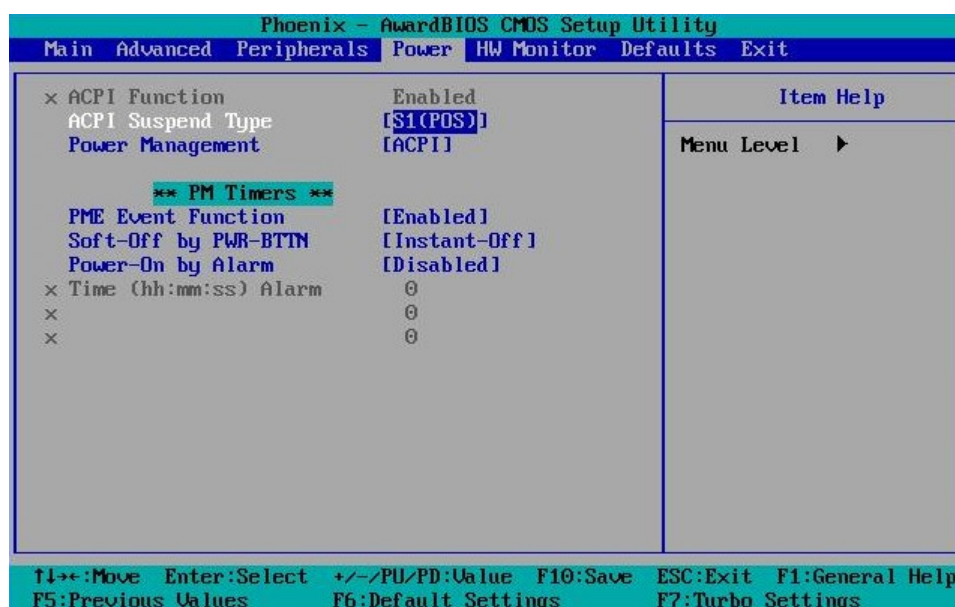 Phoenix - AwardBIOS CMOS Setup Utility
Main Advanced Peripherals Power HW Monitor Defaults Exit
x ACPI Function Enabled
ACPI Suspend Type [S1(POS)]
Power Management [ACPI]
** PM Timers **
PME Event Function [Enabled]
Soft-Off by PWR-BTTN [Instant-Off]
Power-On by Alarm [Disabled]
x Time (hh:mm:ss) Alarm 0
x 0
x 0
Item Help
Menu Level ▶
↑↓→←:Move Enter:Select +/-/PU/PD:Value F10:Save ESC:Exit F1:General Help
F5:Previous Values F6:Default Settings F7:Turbo Settings